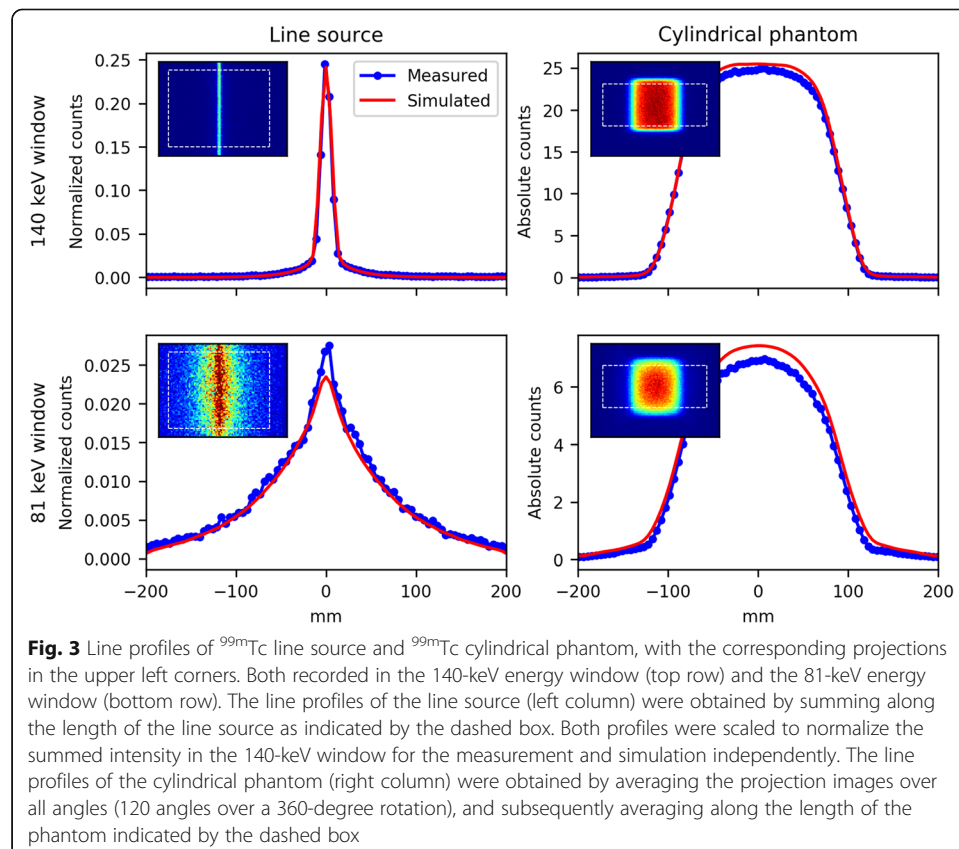 Line source
Cylindrical phantom
140 keV window
Normalized counts
0.25
0.20
0.15
0.10
0.05
0.00
Measured
Simulated
Absolute counts
25
20
15
10
5
0
81 keV window
Normalized counts
0.025
0.020
0.015
0.010
0.005
0.000
−200
−100
0
100
200
mm
Absolute counts
6
4
2
0
−200
−100
0
100
200
mm
Fig. 3 Line profiles of 99mTc line source and 99mTc cylindrical phantom, with the corresponding projections
in the upper left corners. Both recorded in the 140-keV energy window (top row) and the 81-keV energy
window (bottom row). The line profiles of the line source (left column) were obtained by summing along
the length of the line source as indicated by the dashed box. Both profiles were scaled to normalize the
summed intensity in the 140-keV window for the measurement and simulation independently. The line
profiles of the cylindrical phantom (right column) were obtained by averaging the projection images over
all angles (120 angles over a 360-degree rotation), and subsequently averaging along the length of the
phantom indicated by the dashed box